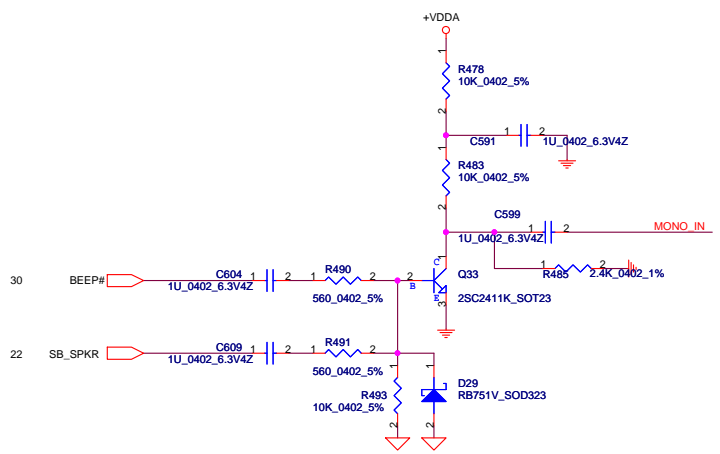 +VDDA
1
R478
10K_0402_5%
2
1 2
C591 1U_0402_6.3V4Z
1
R483
10K_0402_5%
2
C599
1 2 MONO_IN
1U_0402_6.3V4Z
1
C
Q33
1 2
R485 2.4K_0402_1%
30 BEEP# C604 1 2 R490 1 2 2
1U_0402_6.3V4Z
560_0402_5%
B
E
3
2SC2411K_SOT23
22 SB_SPKR C609 1 2 R491 1 2
1U_0402_6.3V4Z
560_0402_5%
1 1
R493
10K_0402_5%
D29
RB751V_SOD323
2 2